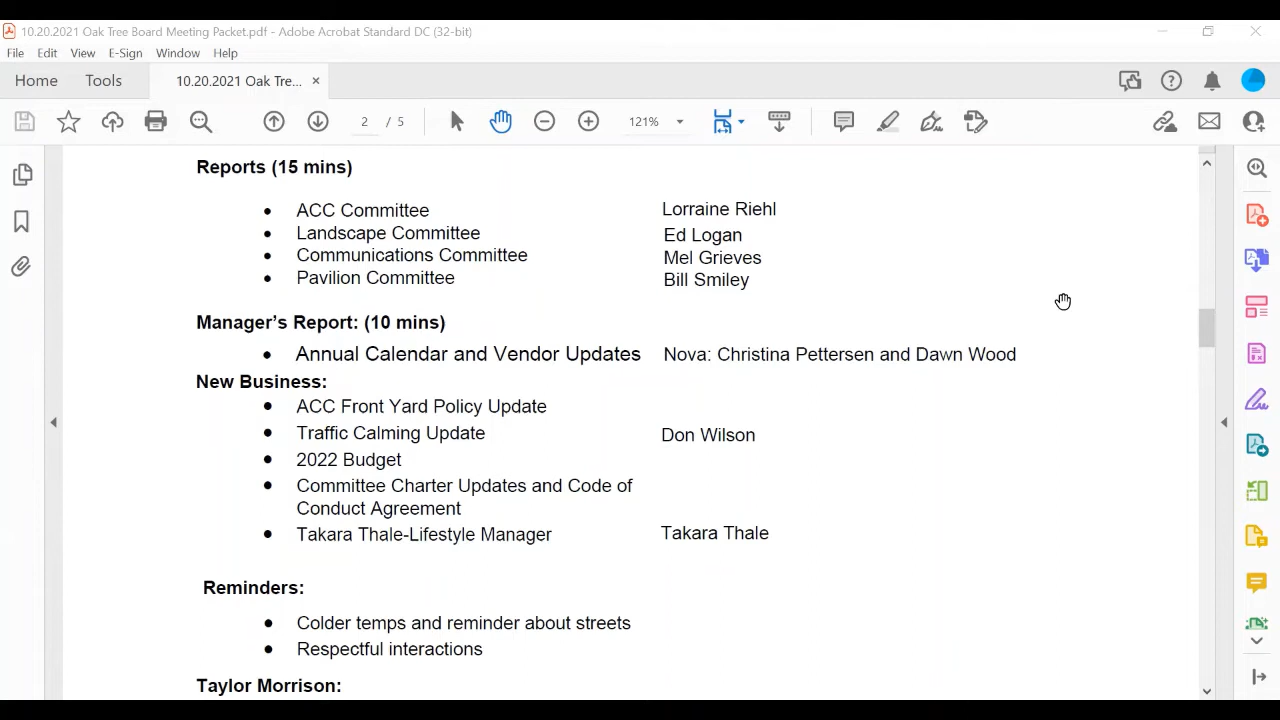 10.20.2021 Oak Tree Board Meeting Packet.pdf - Adobe Acrobat Standard DC (32-bit)
File Edit View E-Sign Window Help
Home Tools 10.20.2021 Oak Tree... ×
2 / 5 121%
Reports (15 mins)
• ACC Committee Lorraine Riehl
• Landscape Committee Ed Logan
• Communications Committee Mel Grieves
• Pavilion Committee Bill Smiley
Manager's Report: (10 mins)
• Annual Calendar and Vendor Updates Nova: Christina Pettersen and Dawn Wood
New Business:
• ACC Front Yard Policy Update
• Traffic Calming Update Don Wilson
• 2022 Budget
• Committee Charter Updates and Code of
Conduct Agreement
• Takara Thale-Lifestyle Manager Takara Thale
Reminders:
• Colder temps and reminder about streets
• Respectful interactions
Taylor Morrison: